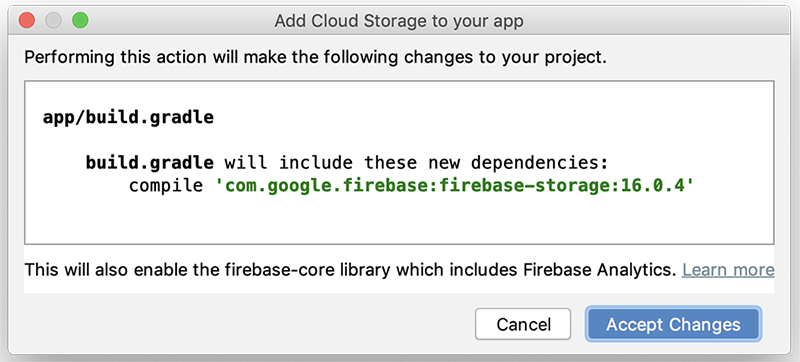 Add Cloud Storage to your app
Performing this action will make the following changes to your project.
app/build.gradle
build.gradle will include these new dependencies:
compile 'com.google.firebase:firebase-storage:16.0.4'
This will also enable the firebase-core library which includes Firebase Analytics. Learn more
Cancel
Accept Changes